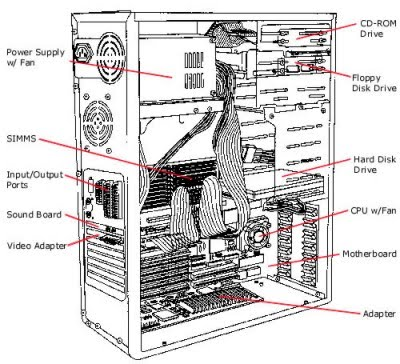 Power Supply
w/ Fan
SIMMS
Input/Output
Ports
Sound Board
Video Adapter
CD-ROM
Drive
Floppy
Disk Drive
Hard Disk
Drive
CPU w/Fan
Motherboard
Adapter